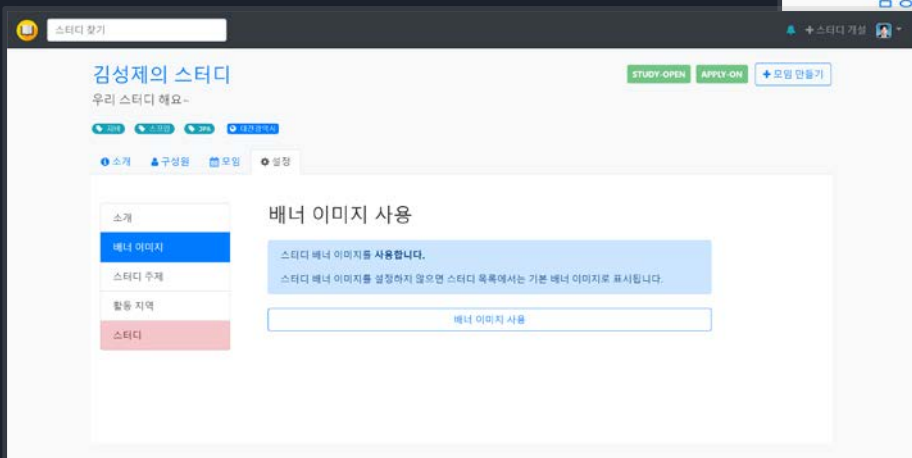 스터디 찾기
+ 스터디 개설
김성제의 스터디
STUDY-OPEN
APPLY-ON
+ 모임 만들기
우리 스터디 해요~
자바
스프링
JPA
대전광역시
소개
구성원
모임
설정
소개
배너 이미지
스터디 주제
활동 지역
스터디
배너 이미지 사용
스터디 배너 이미지를 사용합니다.
스터디 배너 이미지를 설정하지 않으면 스터디 목록에서는 기본 배너 이미지로 표시됩니다.
배너 이미지 사용